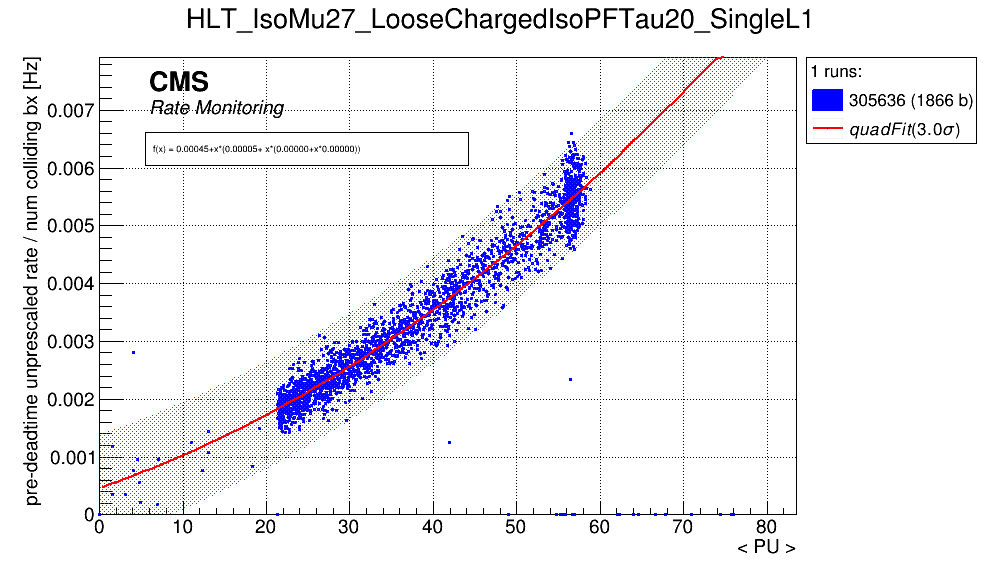 HLT_IsoMu27_LooseChargedIsoPFTau20_SingleL1
pre-deadtime unprescaled rate / num colliding bx [Hz]
CMS
Rate Monitoring
f(x) = 0.00045+x*(0.00005+ x*(0.00000+x*0.00000))
1 runs:
305636 (1866 b)
quadFit(3.0σ)
0.007
0.006
0.005
0.004
0.003
0.002
0.001
0
0 10 20 30 40 50 60 70 80
< PU >